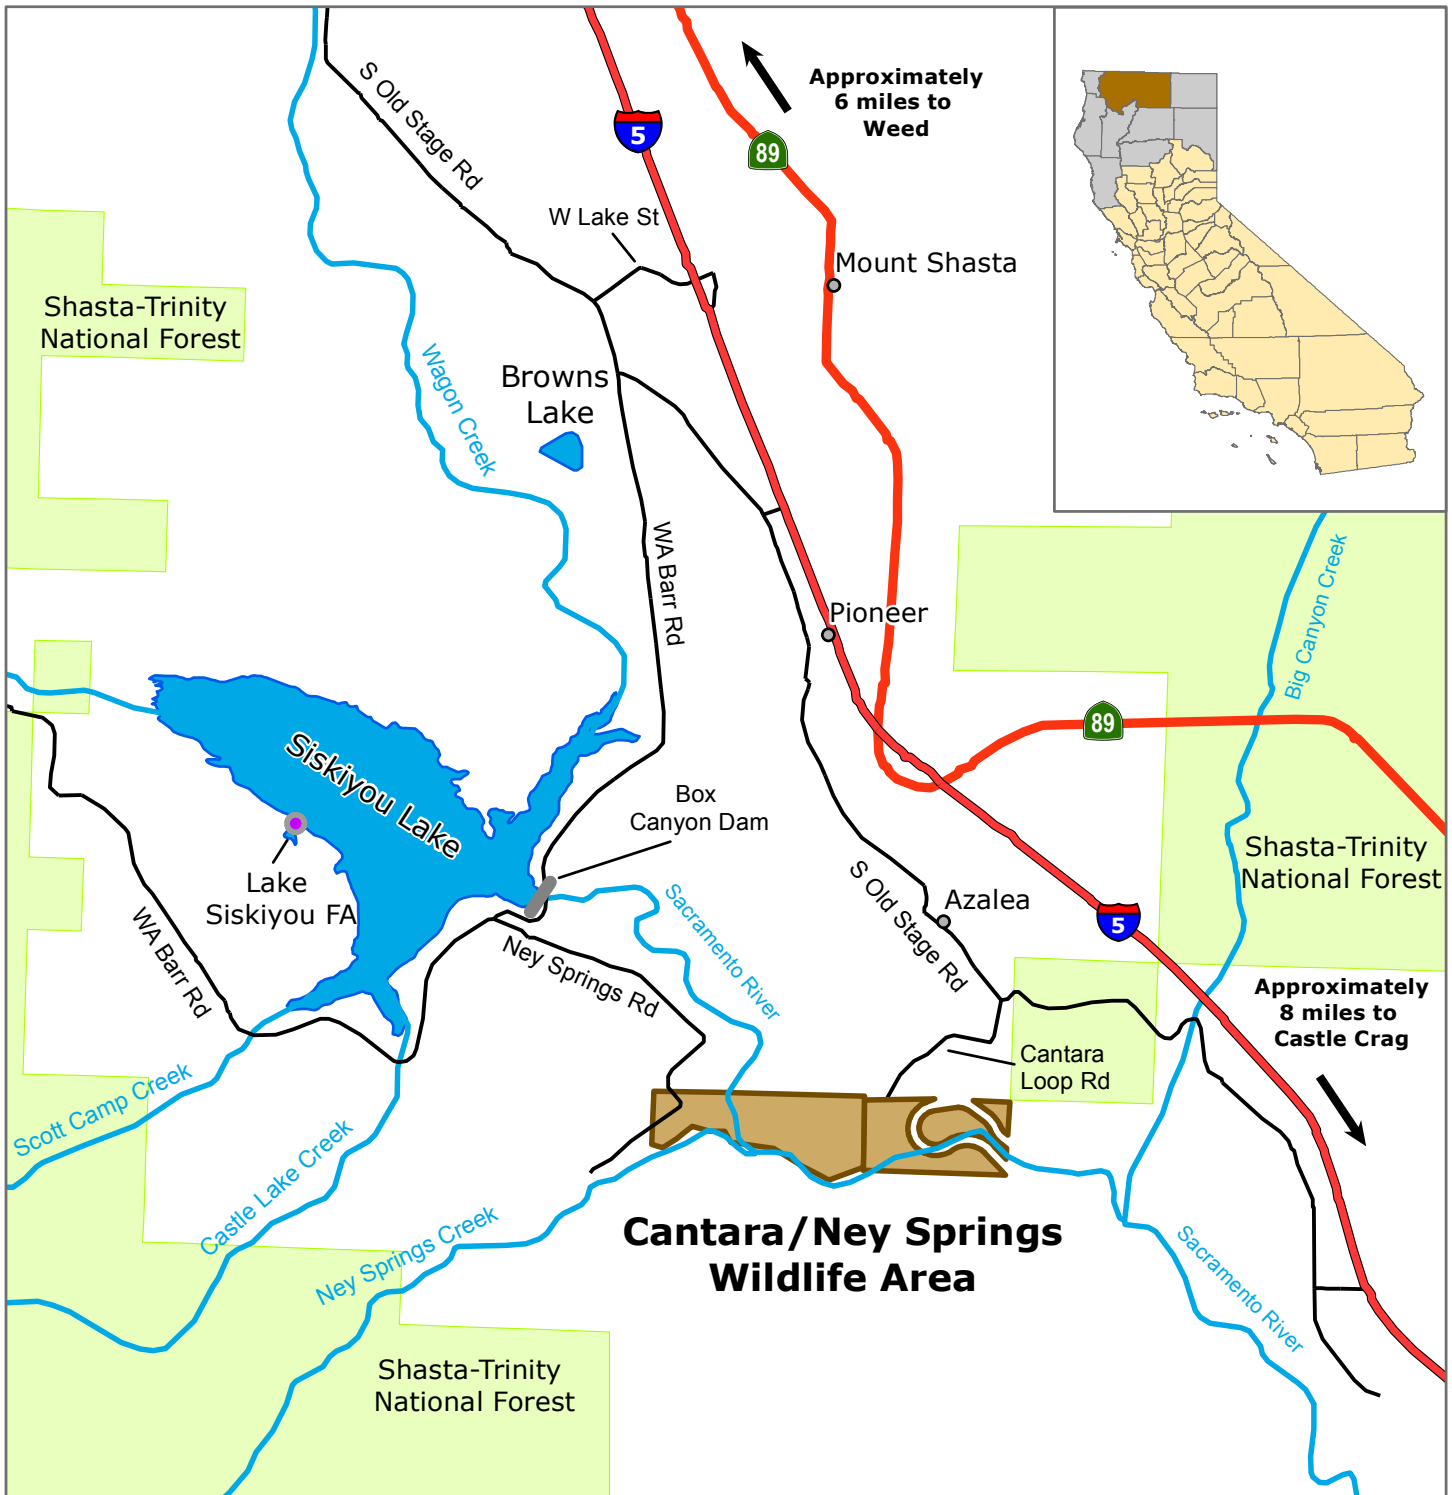 S Old Stage Rd
5
89
Approximately
6 miles to
Weed
W Lake St
Mount Shasta
Shasta-Trinity
National Forest
Wagon Creek
Browns
Lake
WA Barr Rd
Pioneer
Big Canyon Creek
89
Siskiyou Lake
Box
Canyon Dam
Lake
Siskiyou FA
Shasta-Trinity
National Forest
S Old Stage Rd
Azalea
5
WA Barr Rd
Ney Springs Rd
Sacramento River
Approximately
8 miles to
Castle Crag
Cantara
Loop Rd
Scott Camp Creek
Castle Lake Creek
Ney Springs Creek
Cantara/Ney Springs
Wildlife Area
Sacramento River
Shasta-Trinity
National Forest